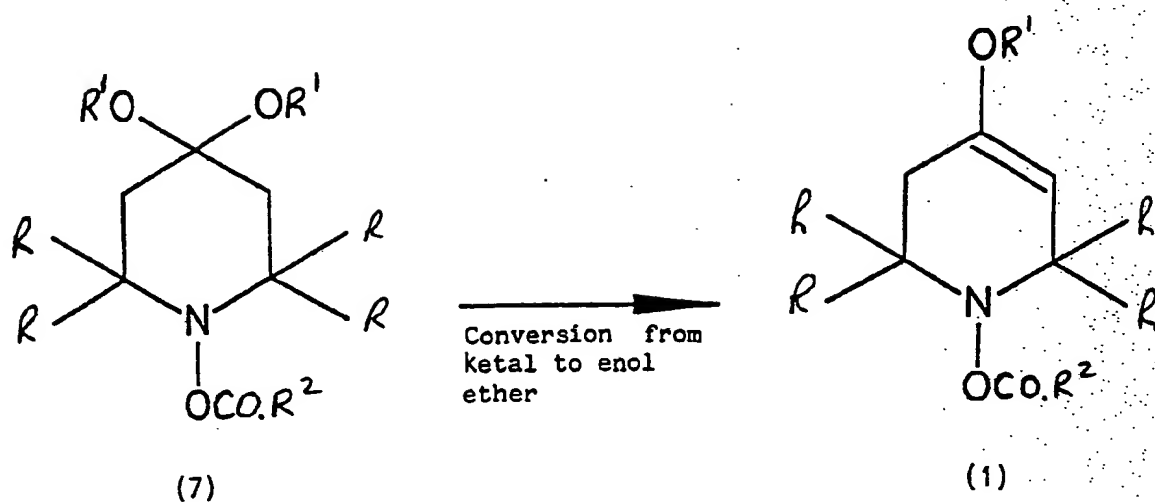 R'O
OR'
R
R
R
R
N
OCO.R²
(7)
Conversion from
ketal to enol
ether
OR'
R
R
R
R
N
OCO.R²
(1)